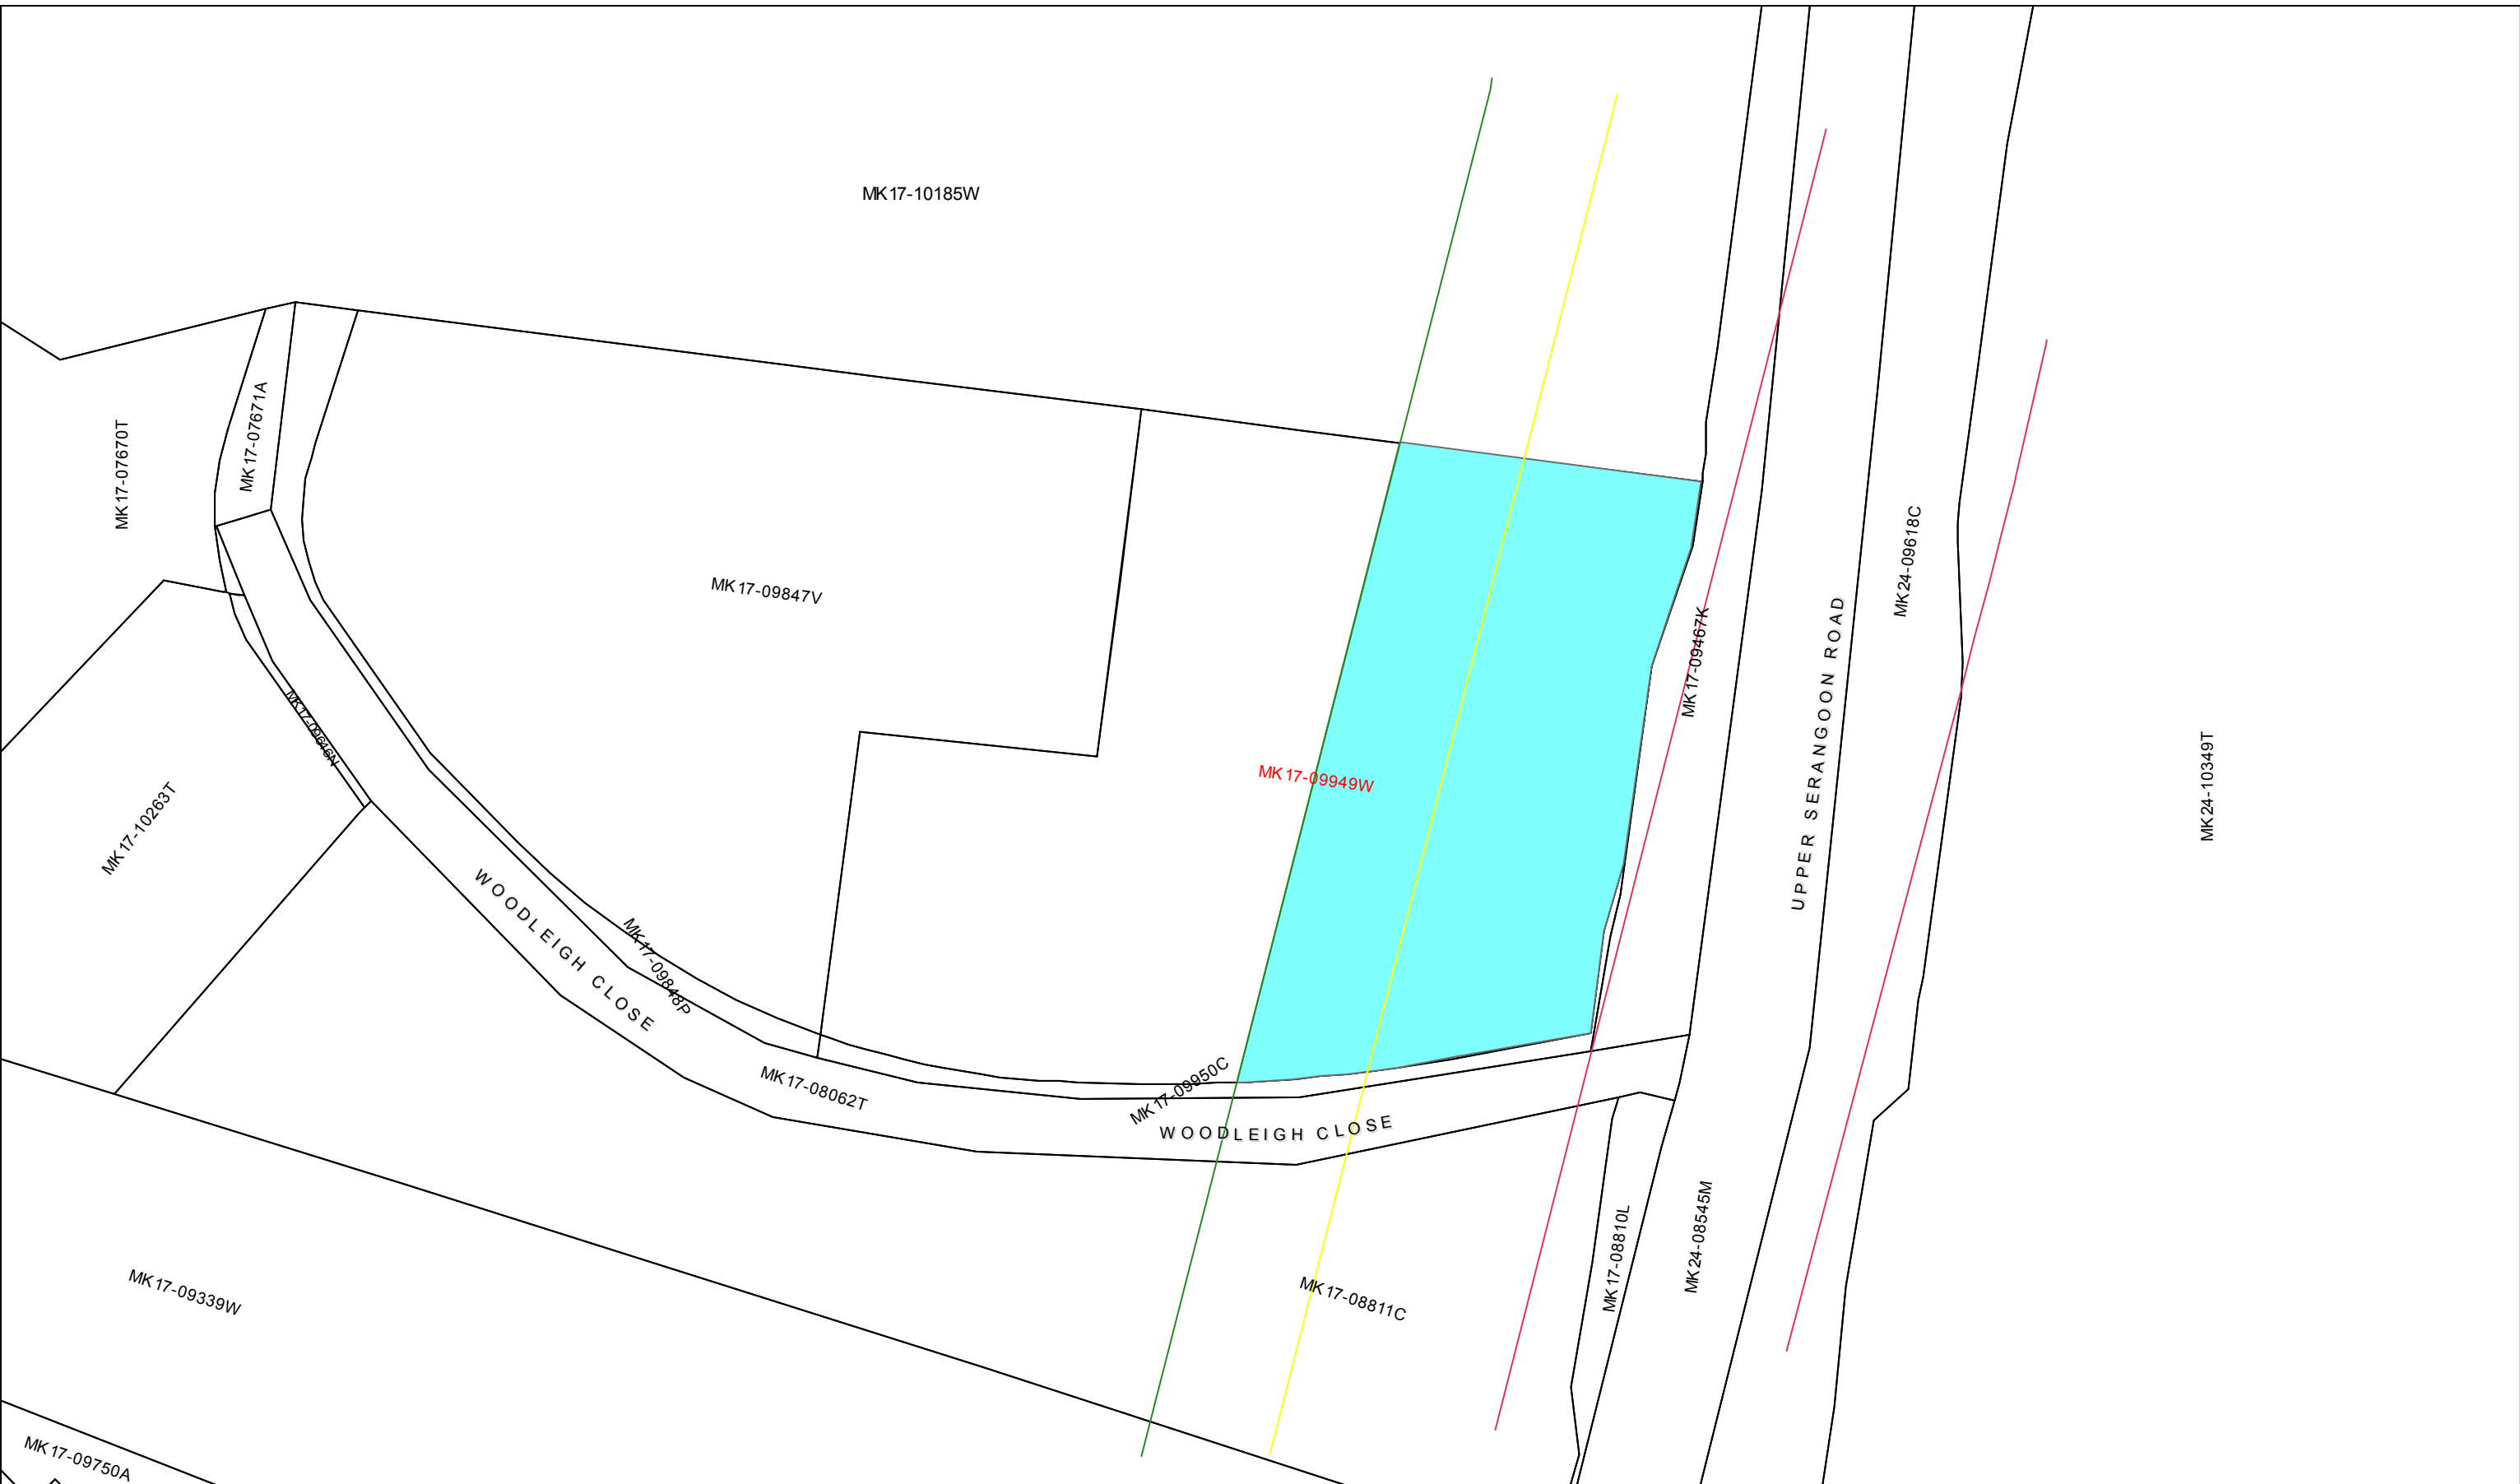 MK17-10185W
MK17-07671A
MK17-07670T
MK17-09847V
MK24-09618C
MK17-09467K
UPPER SERANGOON ROAD
MK17-09646N
MK17-09949W
MK24-10349T
MK17-10263T
WOODLEIGH CLOSE
MK17-09848P
MK17-08062T
MK17-09950C
WOODLEIGH CLOSE
MK17-08810L
MK24-08545M
MK17-09339W
MK17-08811C
MK17-09750A